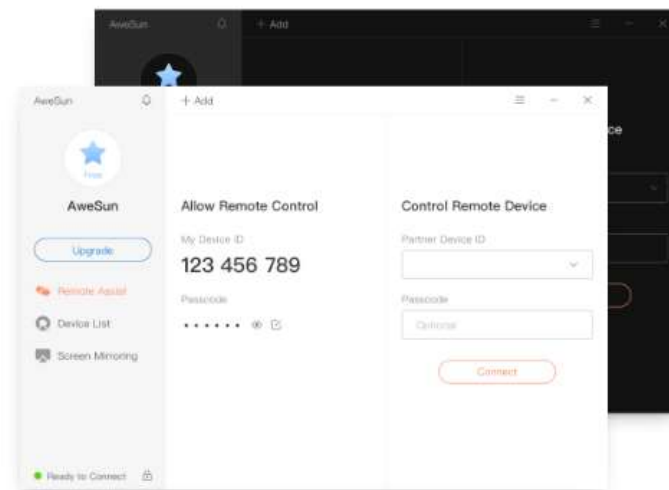 AweSun
+ Add
ce
AweSun
+ Add
Free
AweSun
Upgrade
Remote Assist
Device List
Screen Mirroring
Ready to Connect
Allow Remote Control
My Device ID
123 456 789
Passcode
Control Remote Device
Partner Device ID
Passcode
Optional
Connect